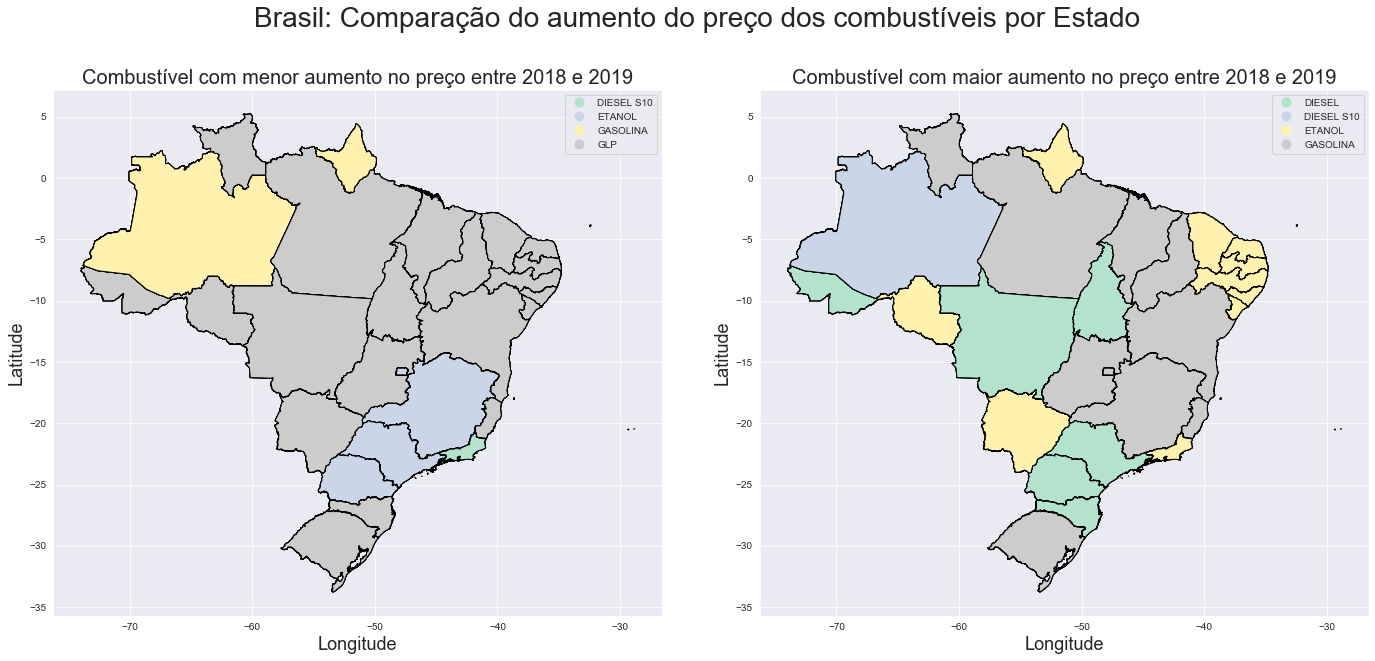 Brasil: Comparação do aumento do preço dos combustíveis por Estado
Combustível com menor aumento no preço entre 2018 e 2019
DIESEL S10
ETANOL
GASOLINA
GLP
5
0
−5
−10
−15
−20
−25
−30
−35
Latitude
−70
−60
−50
−40
−30
Longitude
Combustível com maior aumento no preço entre 2018 e 2019
DIESEL
DIESEL S10
ETANOL
GASOLINA
5
0
−5
−10
−15
−20
−25
−30
−35
Latitude
−70
−60
−50
−40
−30
Longitude